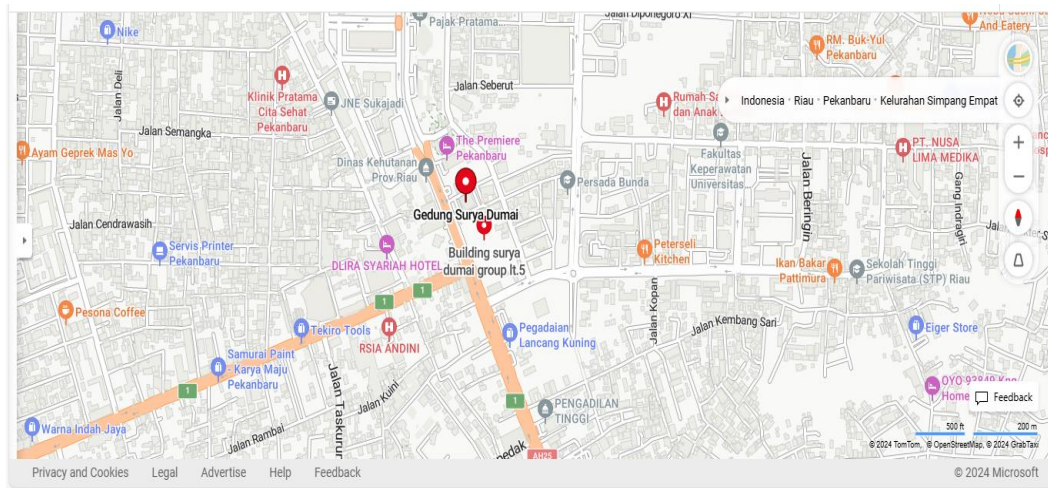 Pajak Pratama...
Jalan Diponegoro XI
And Eatery
Nike
RM. Buk-Yul
Pekanbaru
Jalan Deli
Klinik Pratama
Cita Sehat
Pekanbaru
JNE Sukajadi
Jalan Seberut
Rumah Sa
dan Anak
Indonesia · Riau · Pekanbaru · Kelurahan Simpang Empat
Jalan Semangka
Ayam Geprek Mas Yo
The Premiere
Pekanbaru
Dinas Kehutanan
Prov.Riau
Fakultas
Keperawatan
Universitas...
PT. NUSA
LIMA MEDIKA
Persada Bunda
Jalan Beringin
Gang Indragiri
Gedung Surya Dumai
Jalan Cendrawasih
Building surya
dumai group lt.5
Servis Printer
Pekanbaru
DLIRA SYARIAH HOTEL
Peterseli
Kitchen
Ikan Bakar
Pattimura
Sekolah Tinggi
Pariwisata (STP) Riau
1
1
Pesona Coffee
Tekiro Tools
RSIA ANDINI
Pegadaian
Lancang Kuning
Jalan Kopan
Jalan Kembang Sari
Eiger Store
Samurai Paint
- Karya Maju
Pekanbaru
1
Jalan Taskurun
Jalan Kuini
OYO 93849 Kpg
Home
Feedback
1
PENGADILAN
TINGGI
Warna Indah Jaya
Jalan Rambai
pedak
AH25
500 ft
200 m
© 2024 TomTom, © OpenStreetMap, © 2024 GrabTaxi
Privacy and Cookies
Legal
Advertise
Help
Feedback
© 2024 Microsoft